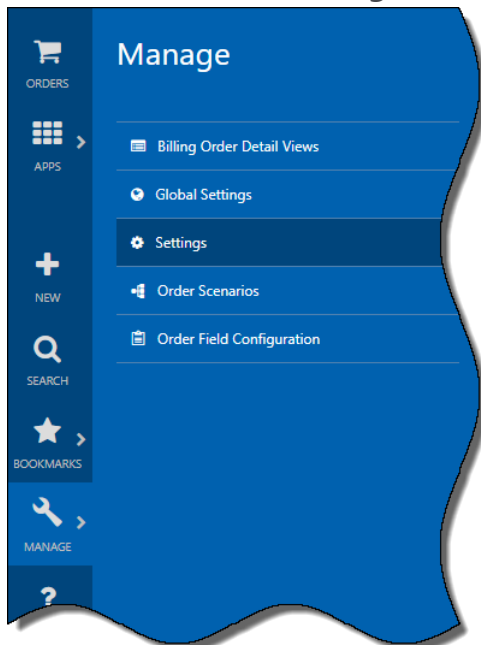 ORDERS
APPS
NEW
SEARCH
BOOKMARKS
MANAGE
?
Manage
Billing Order Detail Views
Global Settings
Settings
Order Scenarios
Order Field Configuration